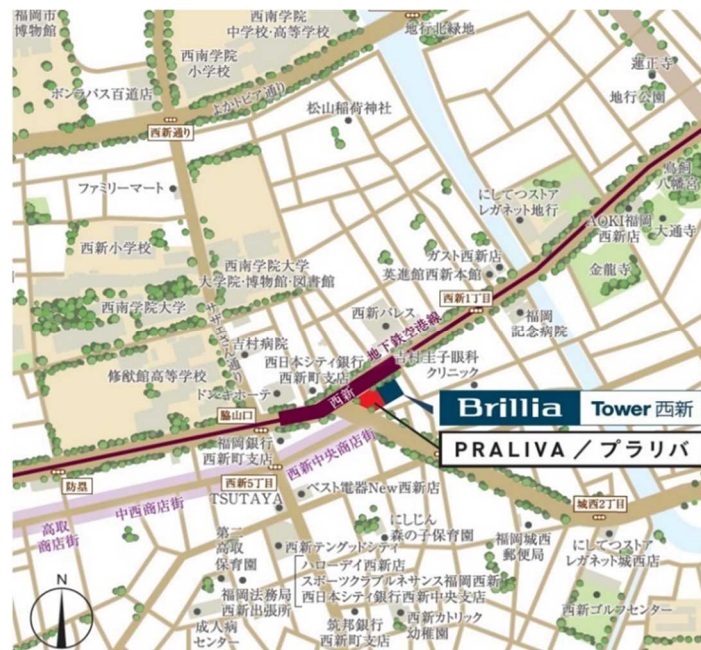 福岡市
博物館
西南学院
中学校・高等学校
地行北緑地
西南学院
小学校
蓮正寺
地行公園
ボンラパス百道店
よかトピア通り
松山稲荷神社
西新通り
鳥飼
八幡宮
ファミリーマート
にしてつストア
レガネット地行
AOKI福岡
西新店
大通寺
西新小学校
ガスト西新店
英進館西新本館
金龍寺
西南学院大学
大学院・博物館・図書館
西新1丁目
西南学院大学
サザエさん通り
西新パレス
地下鉄空港線
福岡
記念病院
吉村病院
西日本シティ銀行
西新町支店
吉村圭子眼科
クリニック
修猷館高等学校
ドン・キホーテ
西新
Brillia Tower 西新
脇山口
PRALIVA / プラリバ
福岡銀行
西新町支店
西新中央商店街
防塁
西新5丁目
中西商店街
TSUTAYA
ベスト電器New西新店
城西2丁目
高取
商店街
にしじん
森の子保育園
第二
高取
保育園
西新テングッドシティ
ハローデイ西新店
スポーツクラブルネサンス福岡西新
西日本シティ銀行西新中央支店
福岡城西
郵便局
にしてつストア
レガネット城西店
福岡法務局
西新出張所
N
西新ゴルフセンター
成人病
センター
筑邦銀行
西新町支店
西新カトリック
幼稚園